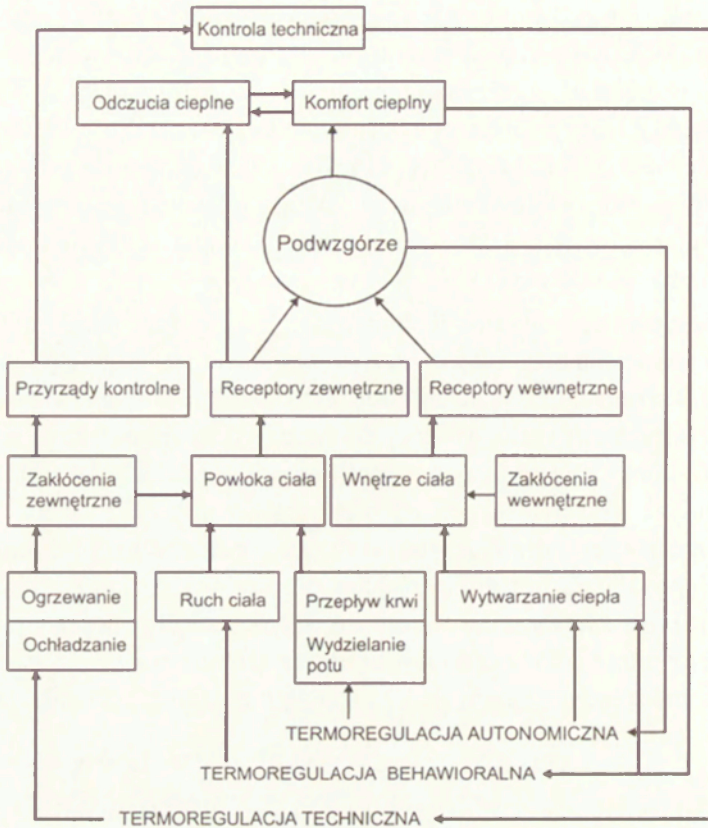 Kontrola techniczna
Odczucia cieplne
Komfort cieplny
Podwzgórze
Przyrządy kontrolne
Receptory zewnętrzne
Receptory wewnętrzne
Zakłócenia
zewnętrzne
Powłoka ciała
Wnętrze ciała
Zakłócenia
wewnętrzne
Ogrzewanie
Ochładzanie
Ruch ciała
Przepływ krwi
Wydzielanie
potu
Wytwarzanie ciepła
TERMOREGULACJA AUTONOMICZNA
TERMOREGULACJA BEHAWIORALNA
TERMOREGULACJA TECHNICZNA